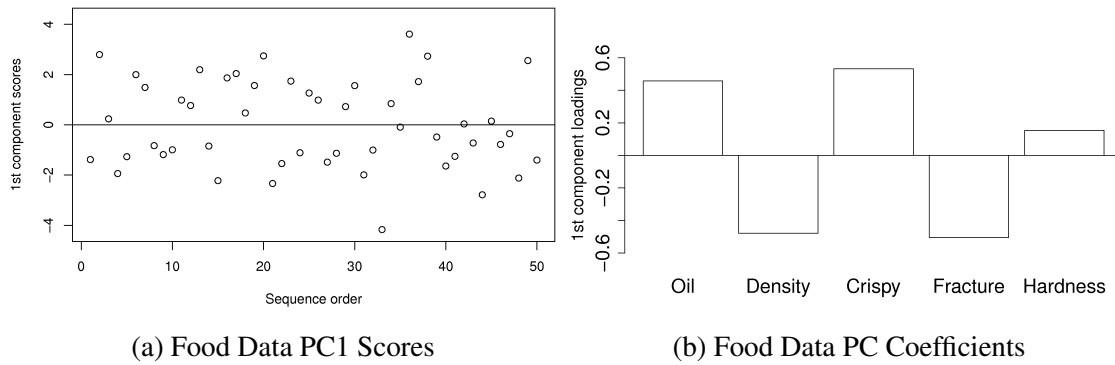 1st component scores
4
2
0
−2
−4
0 10 20 30 40 50
Sequence order
(a) Food Data PC1 Scores
1st component loadings
0.6
0.2
−0.2
−0.6
Oil Density Crispy Fracture Hardness
(b) Food Data PC Coefficients